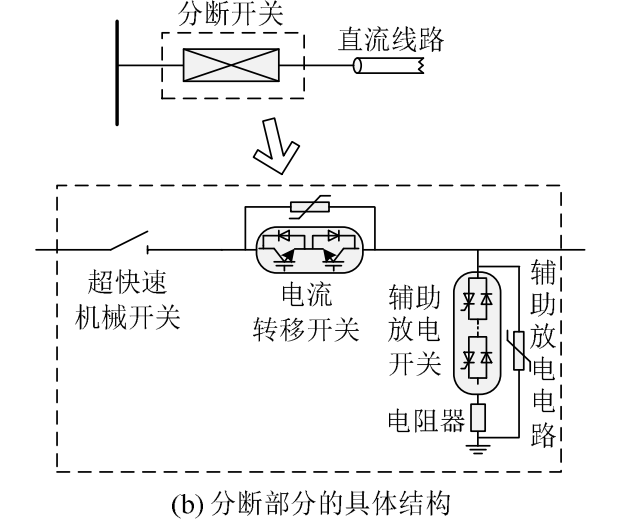 分断开关
直流线路
超快速
机械开关
电流
转移开关
辅助
放电
开关
电阻器
辅
助
放
电
电
路
(b) 分断部分的具体结构